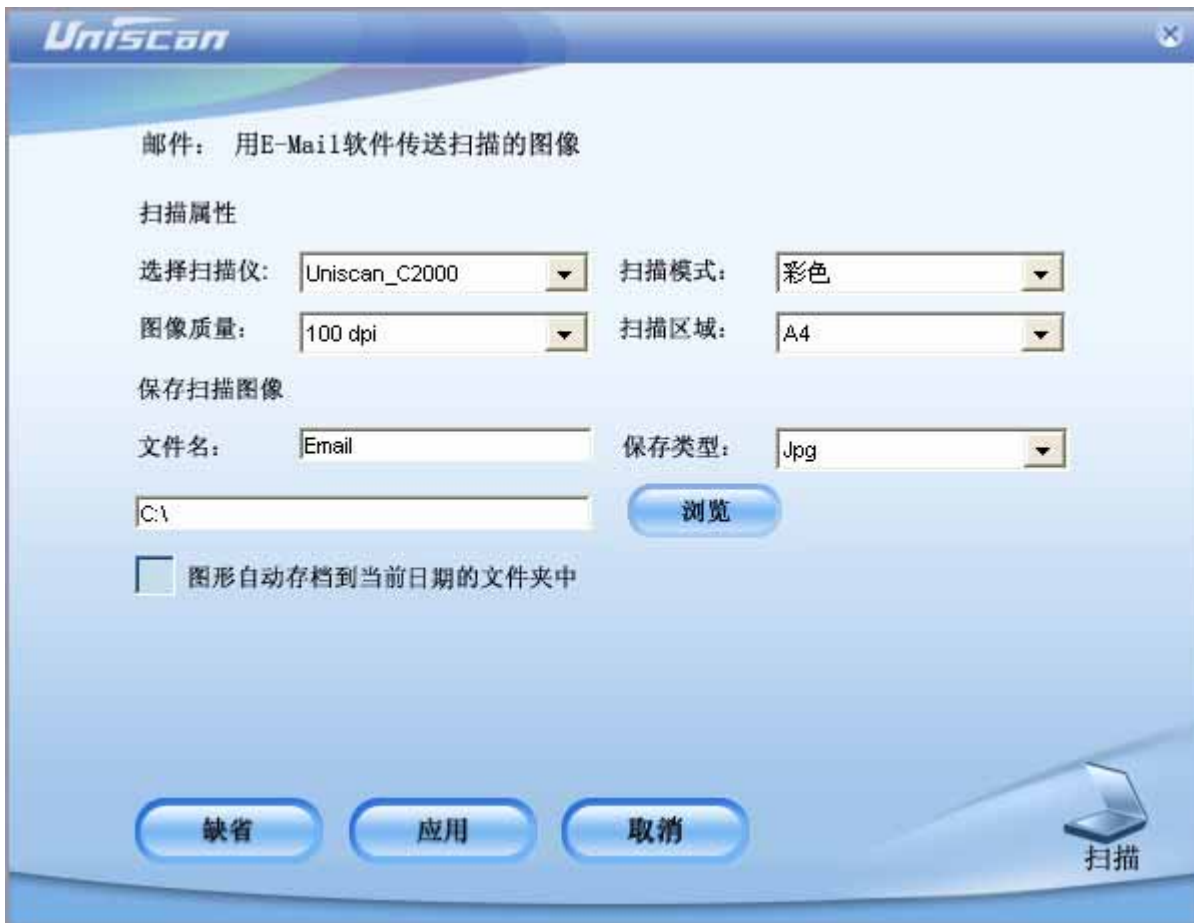 Uniscan
邮件： 用E-Mail软件传送扫描的图像
扫描属性
选择扫描仪: Uniscan_C2000 扫描模式： 彩色
图像质量： 100 dpi 扫描区域： A4
保存扫描图像
文件名： Email 保存类型： Jpg
C:\ 浏览
图形自动存档到当前日期的文件夹中
缺省 应用 取消 扫描